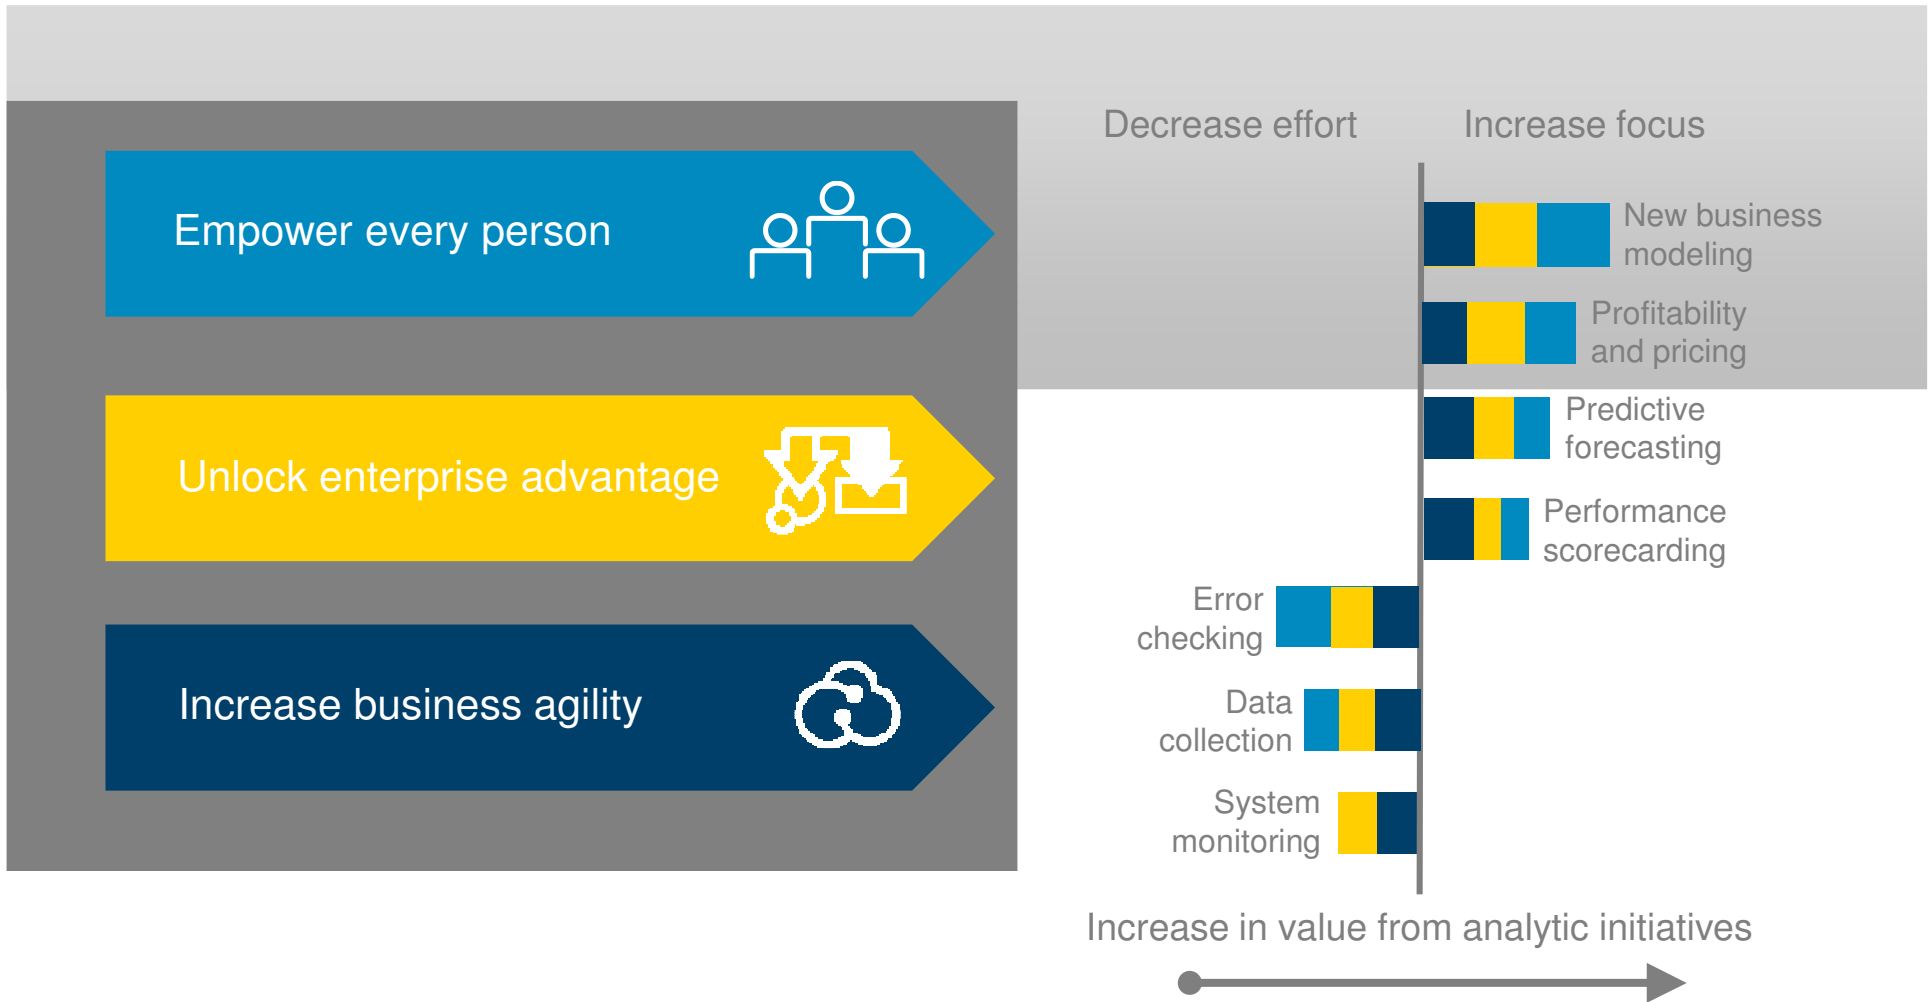 Decrease effort
Increase focus
Empower every person
Unlock enterprise advantage
Increase business agility
New business
modeling
Profitability
and pricing
Predictive
forecasting
Performance
scorecarding
Error
checking
Data
collection
System
monitoring
Increase in value from analytic initiatives